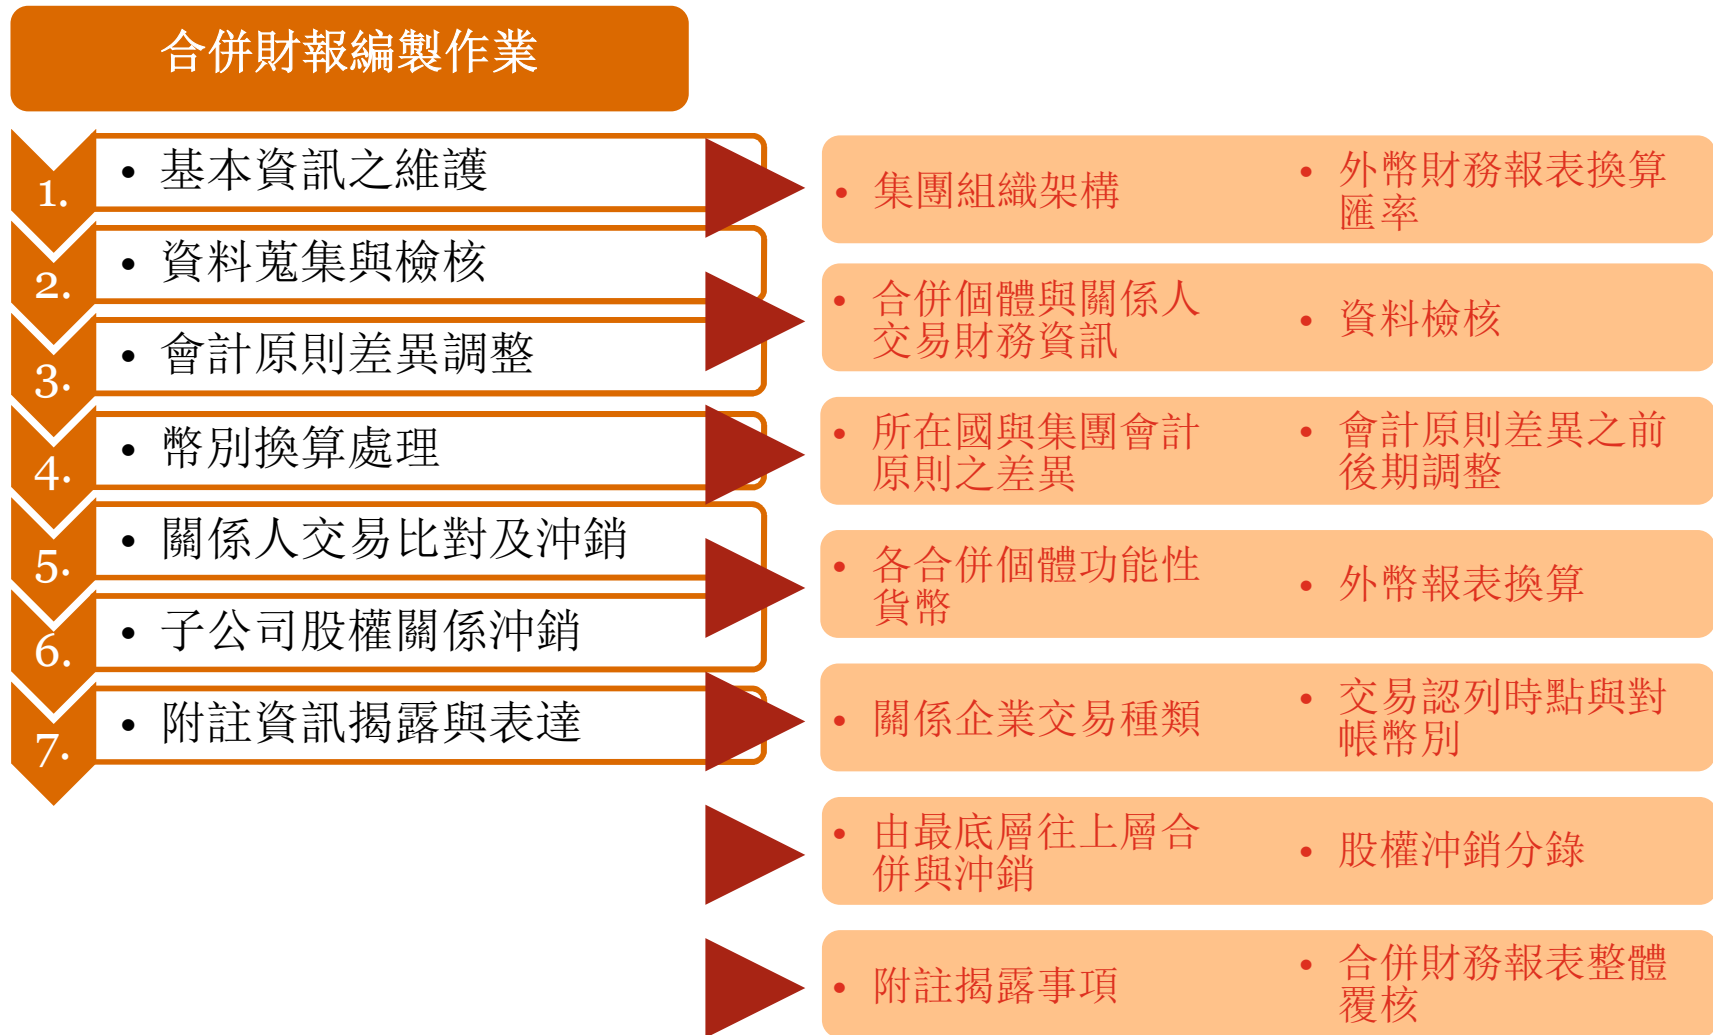 合併財報編製作業
1.
• 基本資訊之維護
2.
• 資料蒐集與檢核
3.
• 會計原則差異調整
4.
• 幣別換算處理
5.
• 關係人交易比對及沖銷
6.
• 子公司股權關係沖銷
7.
• 附註資訊揭露與表達
• 集團組織架構
• 外幣財務報表換算
匯率
• 合併個體與關係人
交易財務資訊
• 資料檢核
• 所在國與集團會計
原則之差異
• 會計原則差異之前
後期調整
• 各合併個體功能性
貨幣
• 外幣報表換算
• 關係企業交易種類
• 交易認列時點與對
帳幣別
• 由最底層往上層合
併與沖銷
• 股權沖銷分錄
• 附註揭露事項
• 合併財務報表整體
覆核